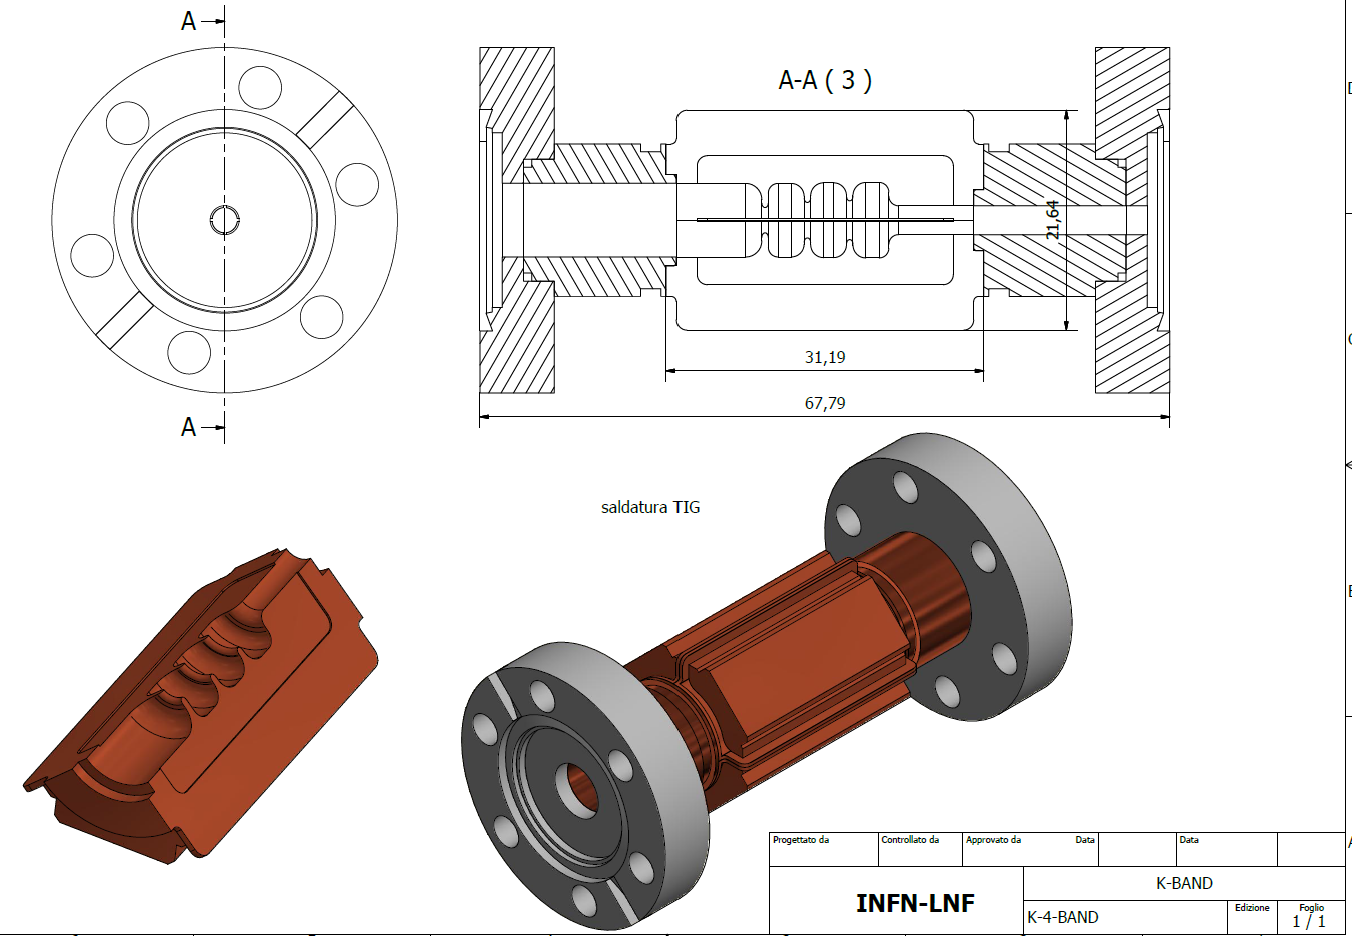 A
A-A ( 3 )
21,64
31,19
67,79
A
saldatura TIG
Progettato da
Controllato da
Approvato da
Data
Data
INFN-LNF
K-BAND
K-4-BAND
Edizione
Foglio
1 / 1